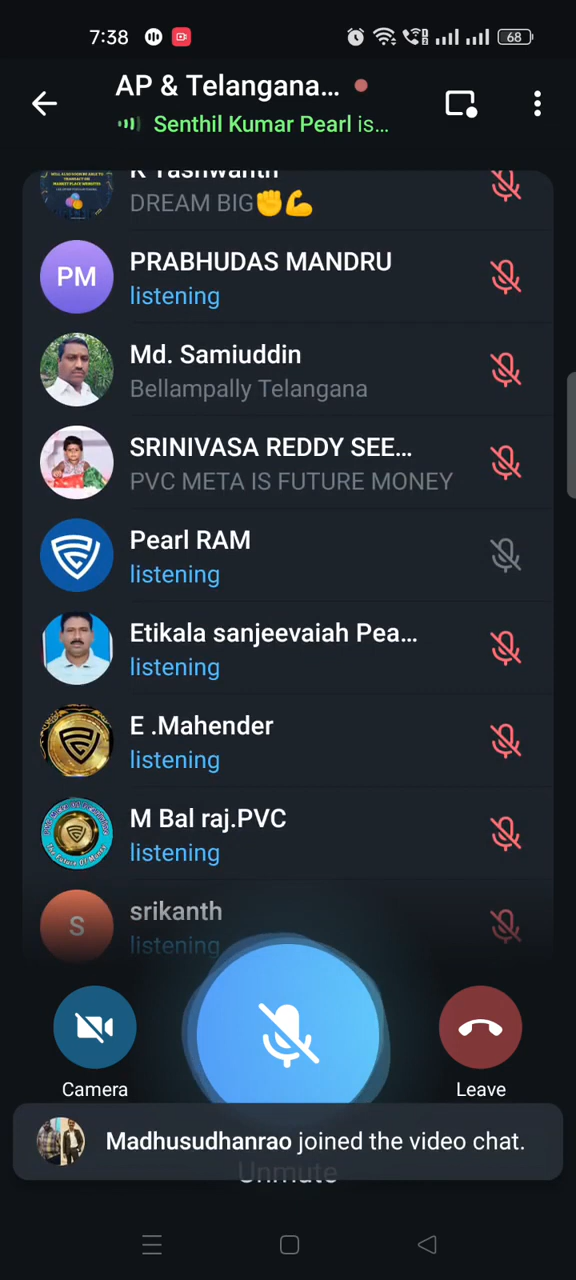 7:38
68
AP & Telangana...
Senthil Kumar Pearl is...
K Yashwanth
DREAM BIG✊💪
PM
PRABHUDAS MANDRU
listening
Md. Samiuddin
Bellampally Telangana
SRINIVASA REDDY SEE...
PVC META IS FUTURE MONEY
Pearl RAM
listening
Etikala sanjeevaiah Pea...
listening
E .Mahender
listening
M Bal raj.PVC
listening
S
srikanth
listening
Camera
Leave
Madhusudhanrao joined the video chat.
Unmute